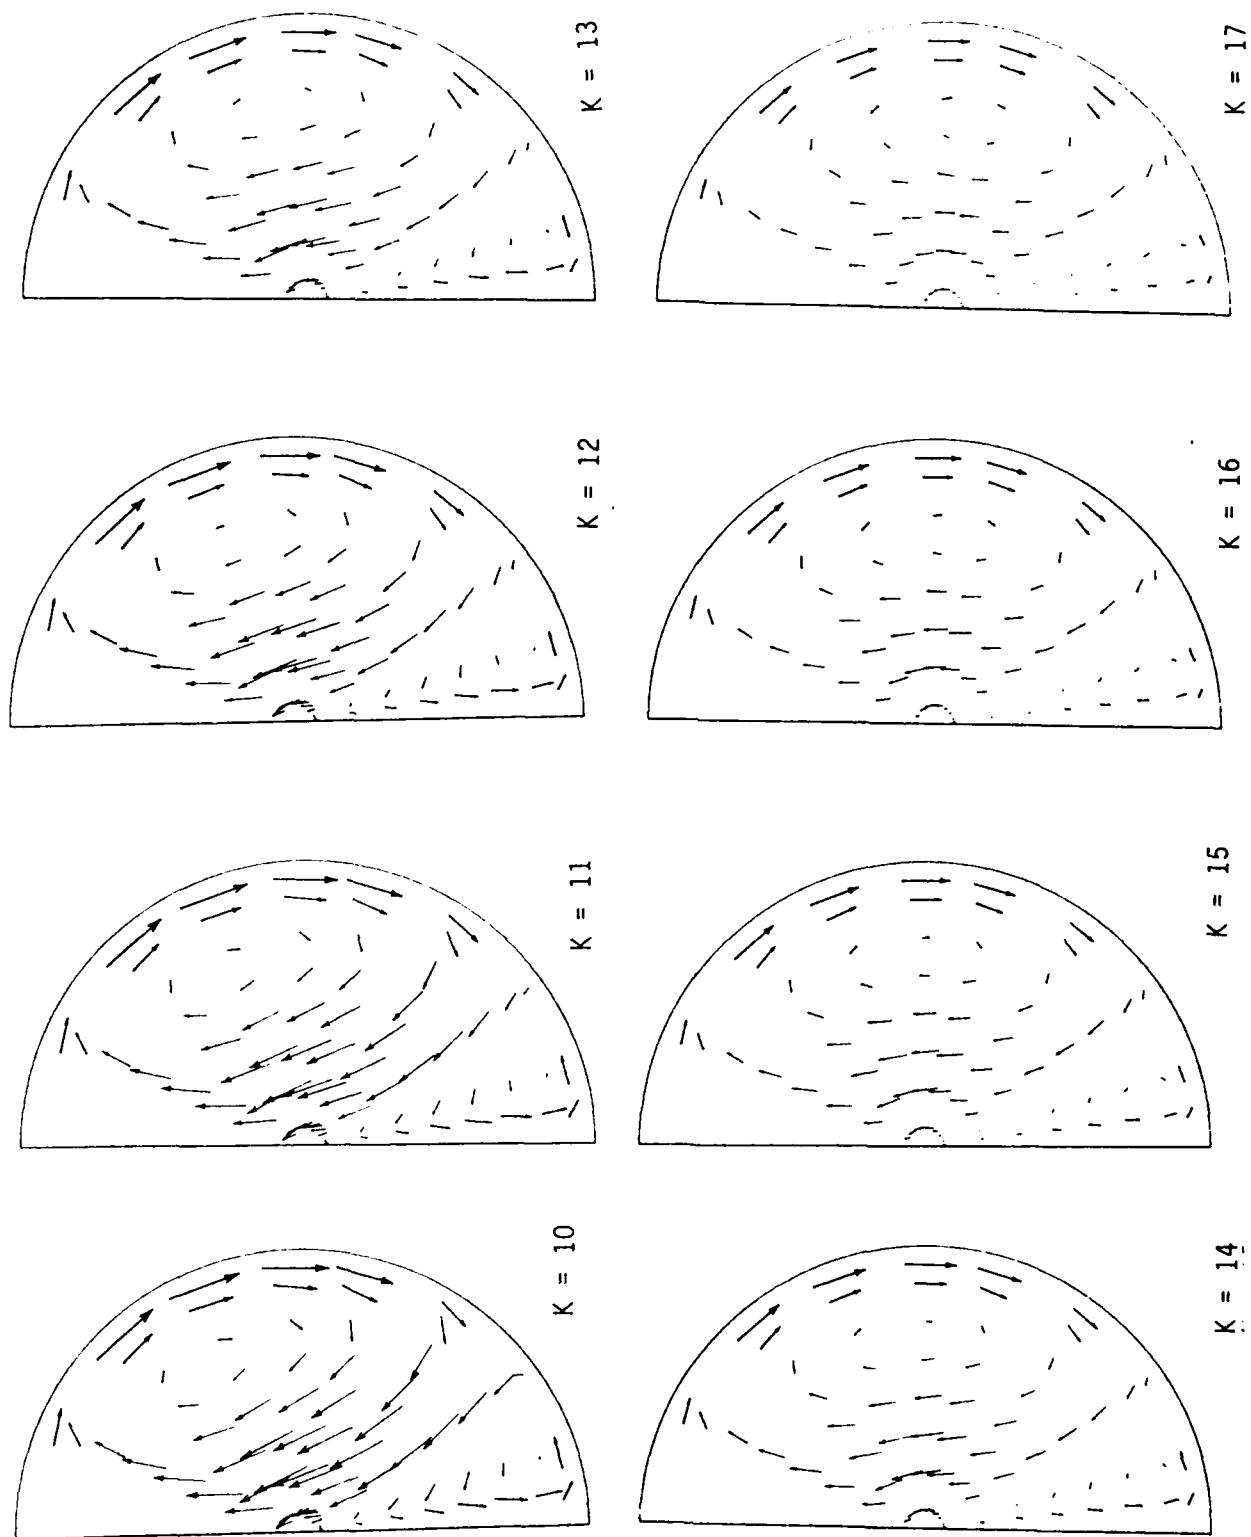 K = 10
K = 11
K = 12
K = 13
K = 14
K = 15
K = 16
K = 17